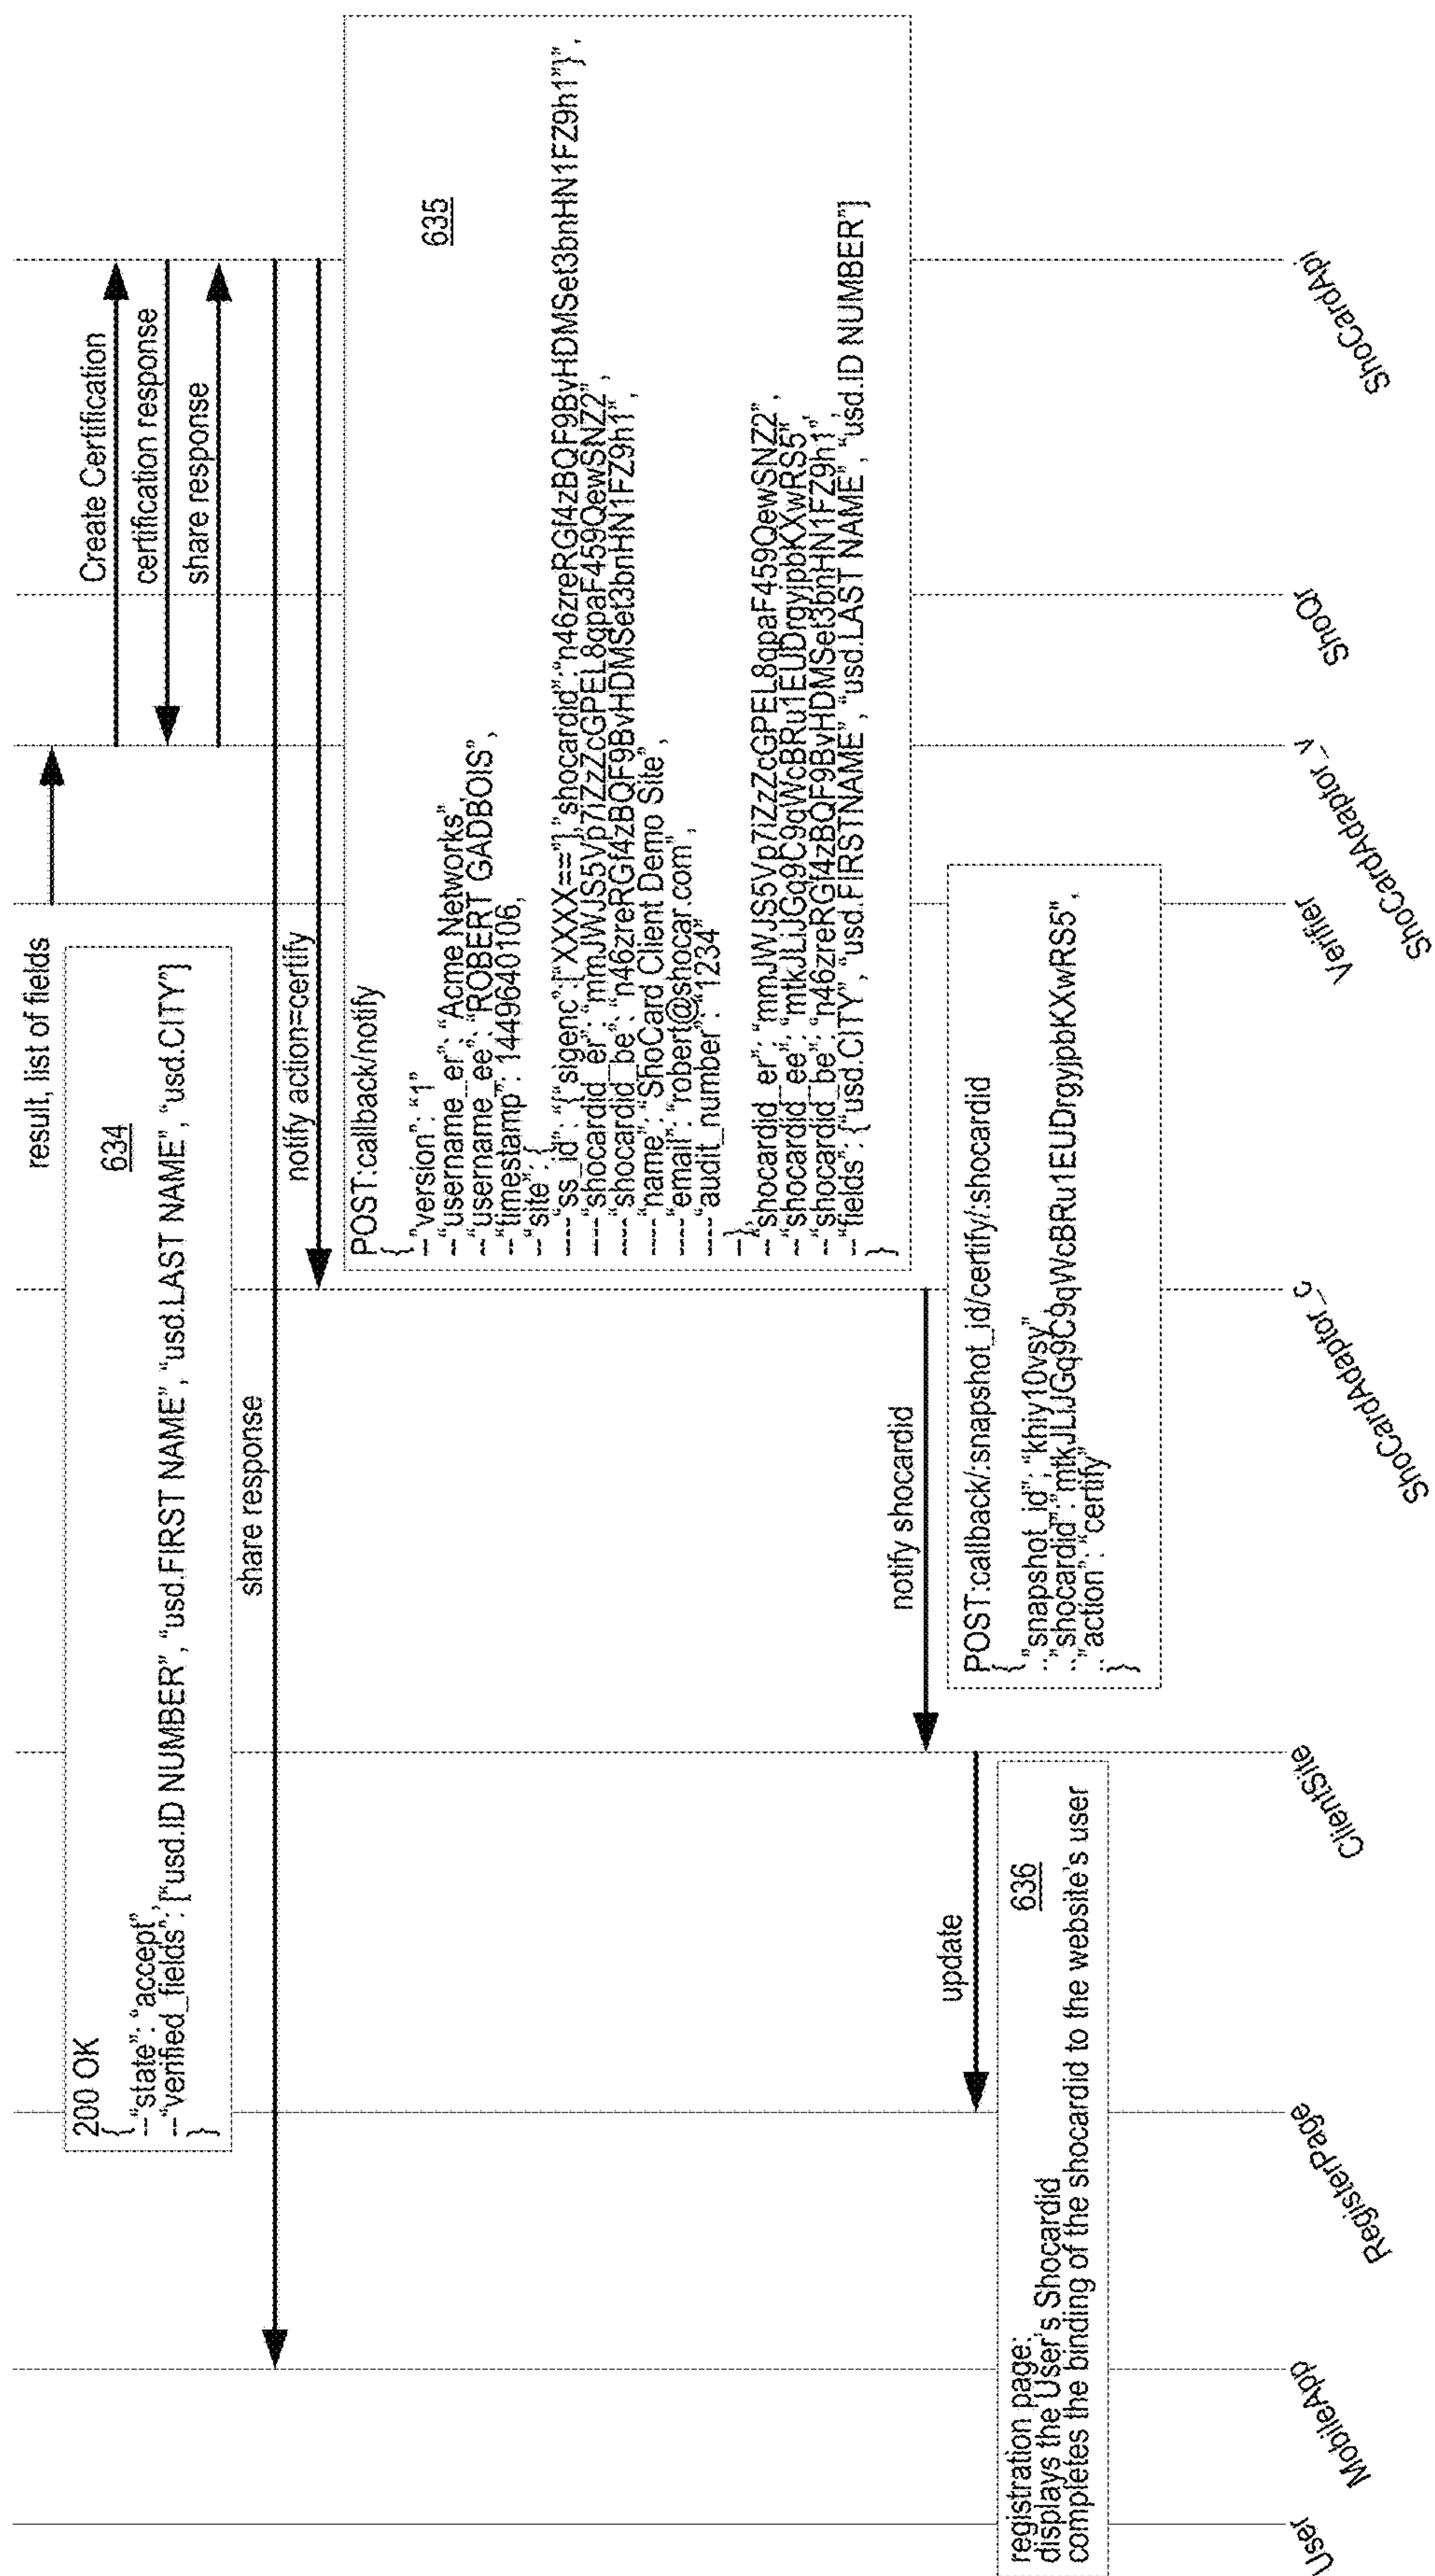 result, list of fields
200 OK
{
--"state": "accept",
--"verified_fields": ["usd.ID NUMBER", "usd.FIRST NAME", "usd.LAST NAME", "usd.CITY"]
}
634
Create Certification
certification response
share response
share response
notify action=certify
POST:callback/notify
{
--"version": "1"
--"username_er": "Acme Networks"
--"username_ee": "ROBERT GADBOIS",
--"timestamp": 1449640106,
--"site": {
----"ss_id": "{"sigenc":["XXXX=="],"shocardid":"n46zreRGf4zBQF9BvHDMSet3bnHN1FZ9h1"}",
----"shocardid_er": "mmJWJS5Vp7iZzZcGPEL8qpaF459QewSNZ2"
----"shocardid_be": "n46zreRGf4zBQF9BvHDMSet3bnHN1FZ9h1",
----"name": "ShoCard Client Demo Site",
----"email": "robert@shocar.com",
----"audit_number": "1234"
--},
--"shocardid_er": "mmJWJS5Vp7iZzZcGPEL8qpaF459QewSNZ2",
--"shocardid_ee": "mtkJLiJGq9C9qWcBRu1EUDrgyjpbKXwRS5"
--"shocardid_be": "n46zreRGf4zBQF9BvHDMSet3bnHN1FZ9h1",
--"fields": {"usd.CITY", "usd.FIRSTNAME", "usd.LAST NAME", "usd.ID NUMBER"]
}
635
notify shocardid
POST:callback/:snapshot_id/certify/:shocardid
{
--"snapshot_id": "khiy10vsy"
--"shocardid": "mtkJLiJGq9C9qWcBRu1EUDrgyjpbKXwRS5",
--"action": "certify"
}
update
636
registration page:
displays the User's Shocardid
completes the binding of the shocardid to the website's user
User
MobileApp
RegisterPage
ClientSite
ShoCardAdaptor_c
Verifier
ShoCardAdaptor_v
ShoQr
ShoCardApi